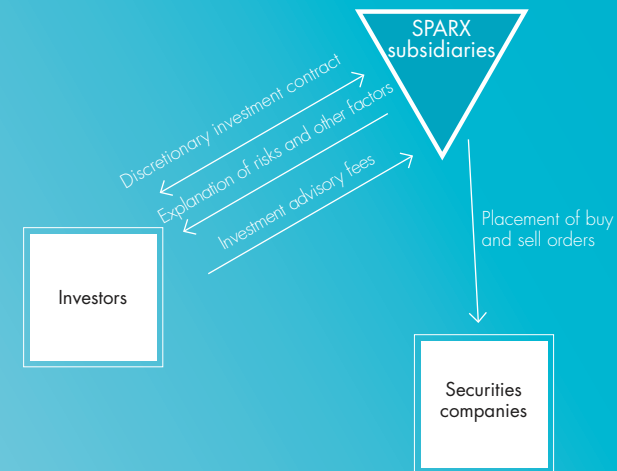 SPARX
subsidiaries
Discretionary investment contract
Explanation of risks and other factors
Investment advisory fees
Placement of buy
and sell orders
Investors
Securities
companies